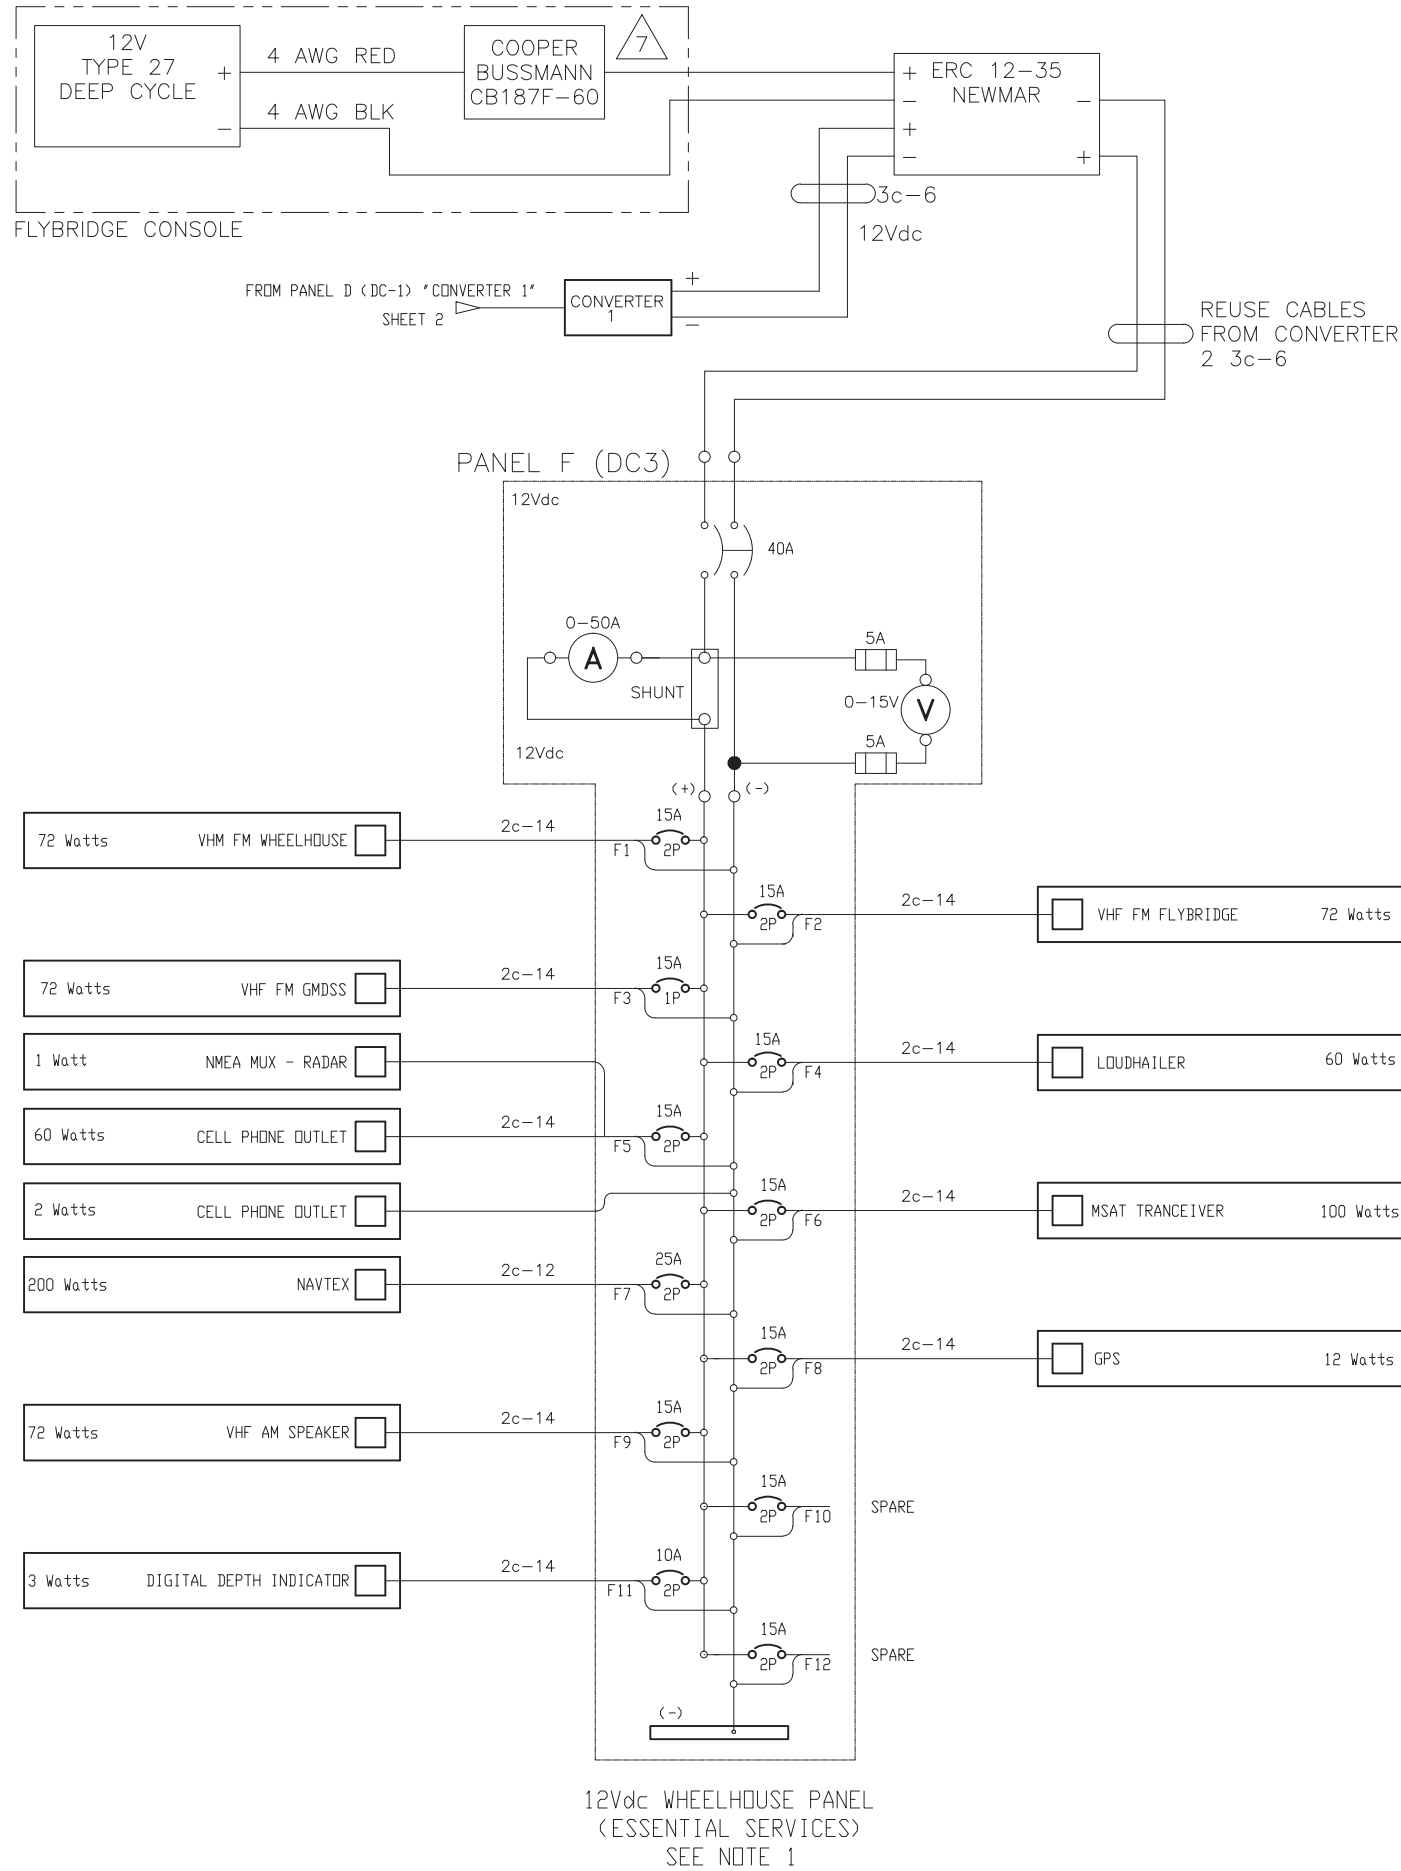 12V
TYPE 27
DEEP CYCLE
+
−
4 AWG RED
4 AWG BLK
COOPER
BUSSMANN
CB187F-60
7
FLYBRIDGE CONSOLE
+
−
+
−
ERC 12-35
NEWMAR
−
+
3c-6
12Vdc
FROM PANEL D (DC-1) "CONVERTER 1"
SHEET 2
CONVERTER
1
+
−
REUSE CABLES
FROM CONVERTER
2 3c-6
PANEL F (DC3)
12Vdc
40A
0-50A
A
SHUNT
5A
0-15V
V
5A
12Vdc
(+)
(-)
72 Watts VHM FM WHEELHOUSE
2c-14
F1
15A
2P
15A
2P
F2
2c-14
VHF FM FLYBRIDGE 72 Watts
72 Watts VHF FM GMDSS
2c-14
F3
15A
1P
1 Watt NMEA MUX - RADAR
15A
2P
F4
2c-14
LOUDHAILER 60 Watts
60 Watts CELL PHONE OUTLET
2c-14
F5
15A
2P
2 Watts CELL PHONE OUTLET
15A
2P
F6
2c-14
MSAT TRANCEIVER 100 Watts
200 Watts NAVTEX
2c-12
F7
25A
2P
15A
2P
F8
2c-14
GPS 12 Watts
72 Watts VHF AM SPEAKER
2c-14
F9
15A
2P
15A
2P
F10
SPARE
3 Watts DIGITAL DEPTH INDICATOR
2c-14
F11
10A
2P
15A
2P
F12
SPARE
(-)
12Vdc WHEELHOUSE PANEL
(ESSENTIAL SERVICES)
SEE NOTE 1